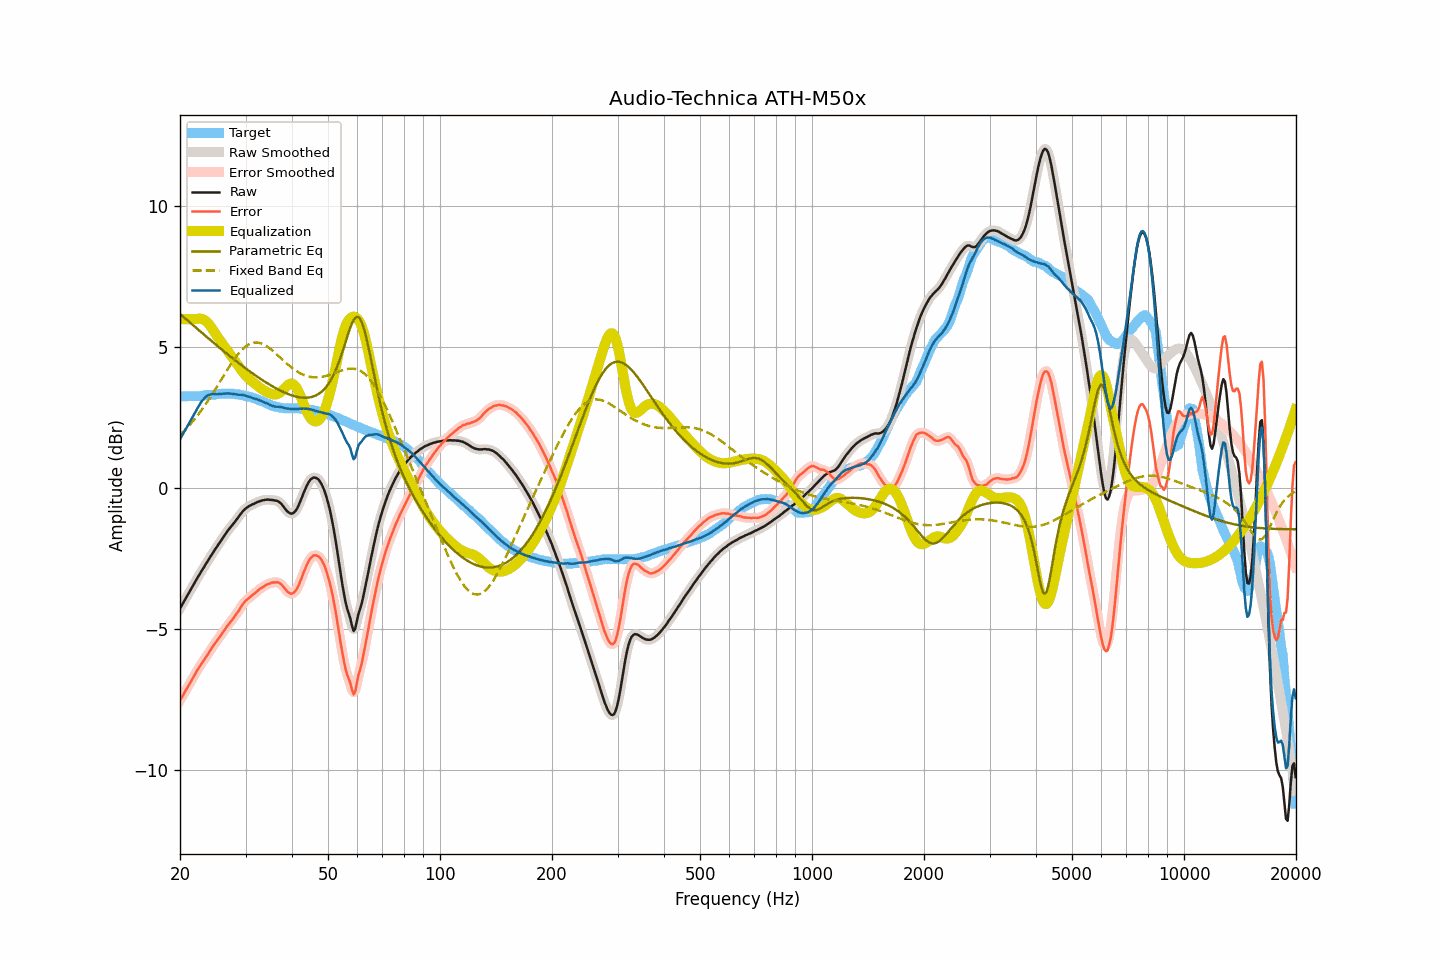 Audio-Technica ATH-M50x
Target
Raw Smoothed
Error Smoothed
Raw
Error
Equalization
Parametric Eq
Fixed Band Eq
Equalized
10
5
0
−5
−10
Amplitude (dBr)
20 50 100 200 500 1000 2000 5000 10000 20000
Frequency (Hz)